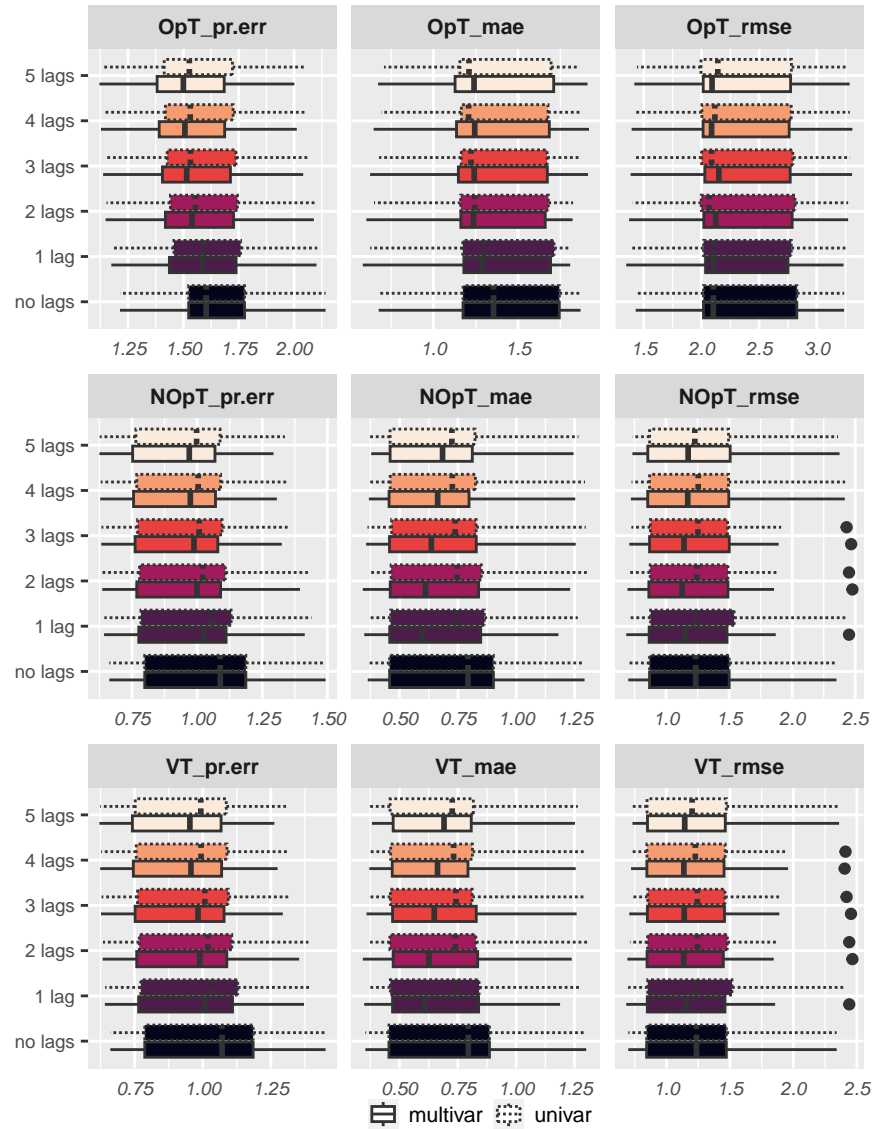 OpT_pr.err OpT_mae OpT_rmse
5 lags
4 lags
3 lags
2 lags
1 lag
no lags
1.25 1.50 1.75 2.00 1.0 1.5 1.5 2.0 2.5 3.0
NOpT_pr.err NOpT_mae NOpT_rmse
5 lags
4 lags
3 lags
2 lags
1 lag
no lags
0.75 1.00 1.25 1.50 0.50 0.75 1.00 1.25 1.0 1.5 2.0 2.5
VT_pr.err VT_mae VT_rmse
5 lags
4 lags
3 lags
2 lags
1 lag
no lags
0.75 1.00 1.25 0.50 0.75 1.00 1.25 1.0 1.5 2.0 2.5
multivar univar